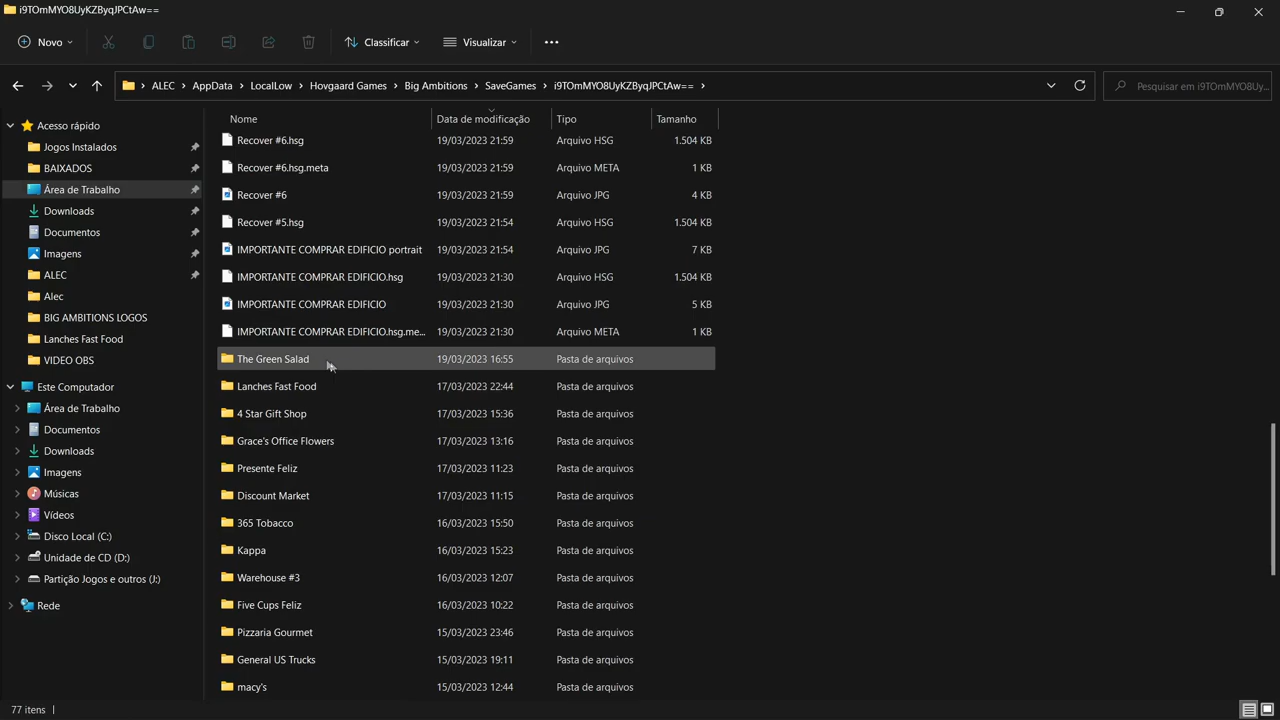 i9TOmMYO8UyKZByqJPCtAw==
Novo
Classificar
Visualizar
ALEC > AppData > LocalLow > Hovgaard Games > Big Ambitions > SaveGames > i9TOmMYO8UyKZByqJPCtAw== >
Pesquisar em i9TOmMYO8Uy...
Nome Data de modificação Tipo Tamanho
Acesso rápido
Jogos Instalados
BAIXADOS
Área de Trabalho
Downloads
Documentos
Imagens
ALEC
Alec
BIG AMBITIONS LOGOS
Lanches Fast Food
VIDEO OBS
Este Computador
Área de Trabalho
Documentos
Downloads
Imagens
Músicas
Vídeos
Disco Local (C:)
Unidade de CD (D:)
Partição Jogos e outros (J:)
Rede
Recover #6.hsg 19/03/2023 21:59 Arquivo HSG 1.504 KB
Recover #6.hsg.meta 19/03/2023 21:59 Arquivo META 1 KB
Recover #6 19/03/2023 21:59 Arquivo JPG 4 KB
Recover #5.hsg 19/03/2023 21:54 Arquivo HSG 1.504 KB
IMPORTANTE COMPRAR EDIFICIO portrait 19/03/2023 21:54 Arquivo JPG 7 KB
IMPORTANTE COMPRAR EDIFICIO.hsg 19/03/2023 21:30 Arquivo HSG 1.504 KB
IMPORTANTE COMPRAR EDIFICIO 19/03/2023 21:30 Arquivo JPG 5 KB
IMPORTANTE COMPRAR EDIFICIO.hsg.me... 19/03/2023 21:30 Arquivo META 1 KB
The Green Salad 19/03/2023 16:55 Pasta de arquivos
Lanches Fast Food 17/03/2023 22:44 Pasta de arquivos
4 Star Gift Shop 17/03/2023 15:36 Pasta de arquivos
Grace's Office Flowers 17/03/2023 13:16 Pasta de arquivos
Presente Feliz 17/03/2023 11:23 Pasta de arquivos
Discount Market 17/03/2023 11:15 Pasta de arquivos
365 Tobacco 16/03/2023 15:50 Pasta de arquivos
Kappa 16/03/2023 15:23 Pasta de arquivos
Warehouse #3 16/03/2023 12:07 Pasta de arquivos
Five Cups Feliz 16/03/2023 10:22 Pasta de arquivos
Pizzaria Gourmet 15/03/2023 23:46 Pasta de arquivos
General US Trucks 15/03/2023 19:11 Pasta de arquivos
macy's 15/03/2023 12:44 Pasta de arquivos
77 itens